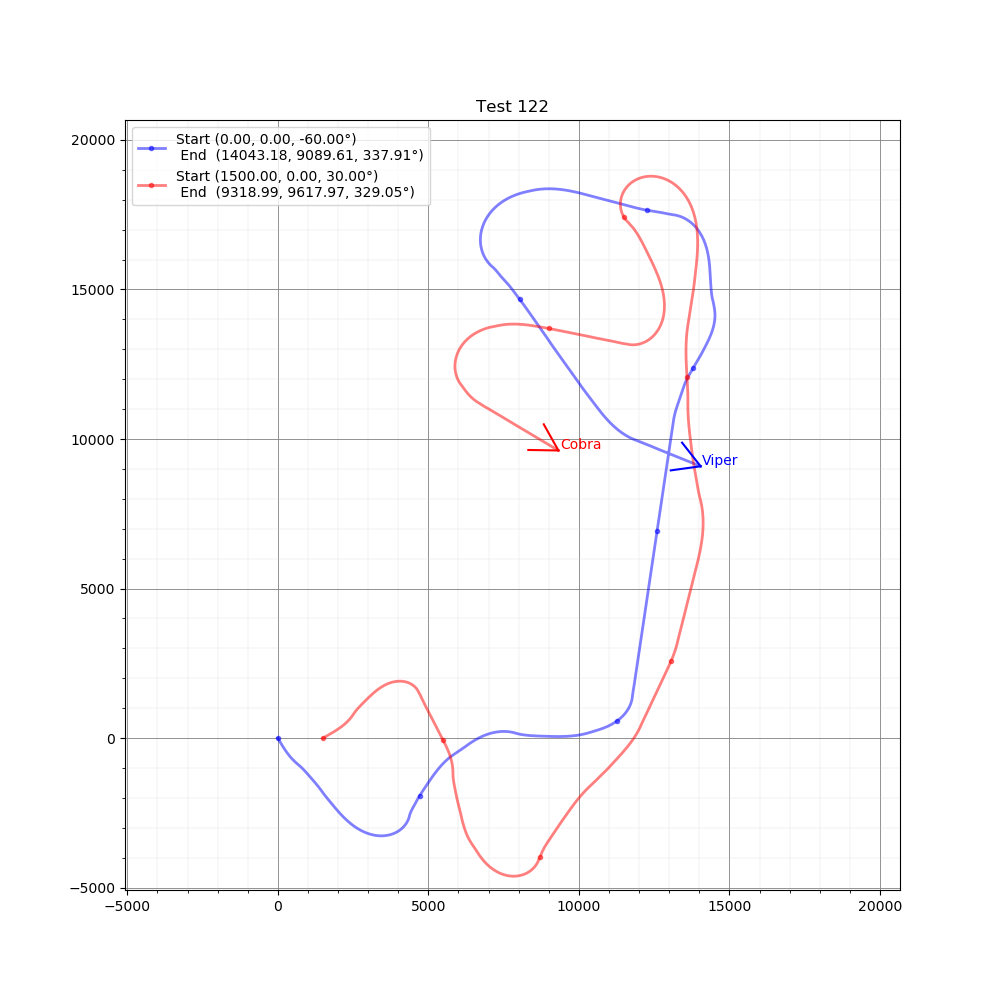 Test 122
Start (0.00, 0.00, -60.00°)
End (14043.18, 9089.61, 337.91°)
Start (1500.00, 0.00, 30.00°)
End (9318.99, 9617.97, 329.05°)
20000
15000
10000
5000
0
−5000
Cobra
Viper
−5000 0 5000 10000 15000 20000